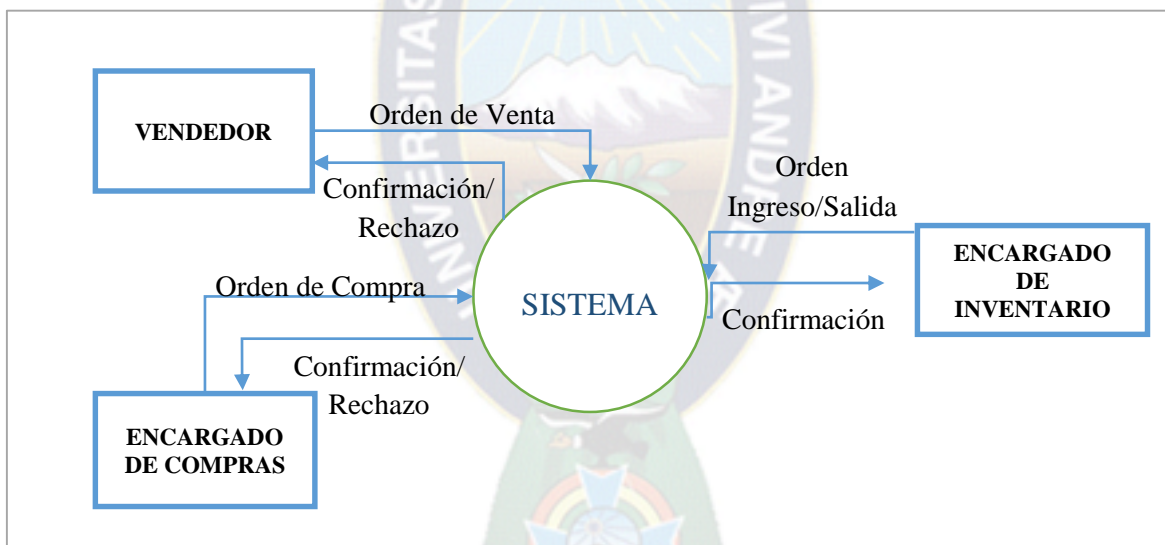 VENDEDOR
Orden de Venta
Confirmación/
Rechazo
Orden
Ingreso/Salida
ENCARGADO
DE
INVENTARIO
Confirmación
SISTEMA
Orden de Compra
Confirmación/
Rechazo
ENCARGADO
DE COMPRAS